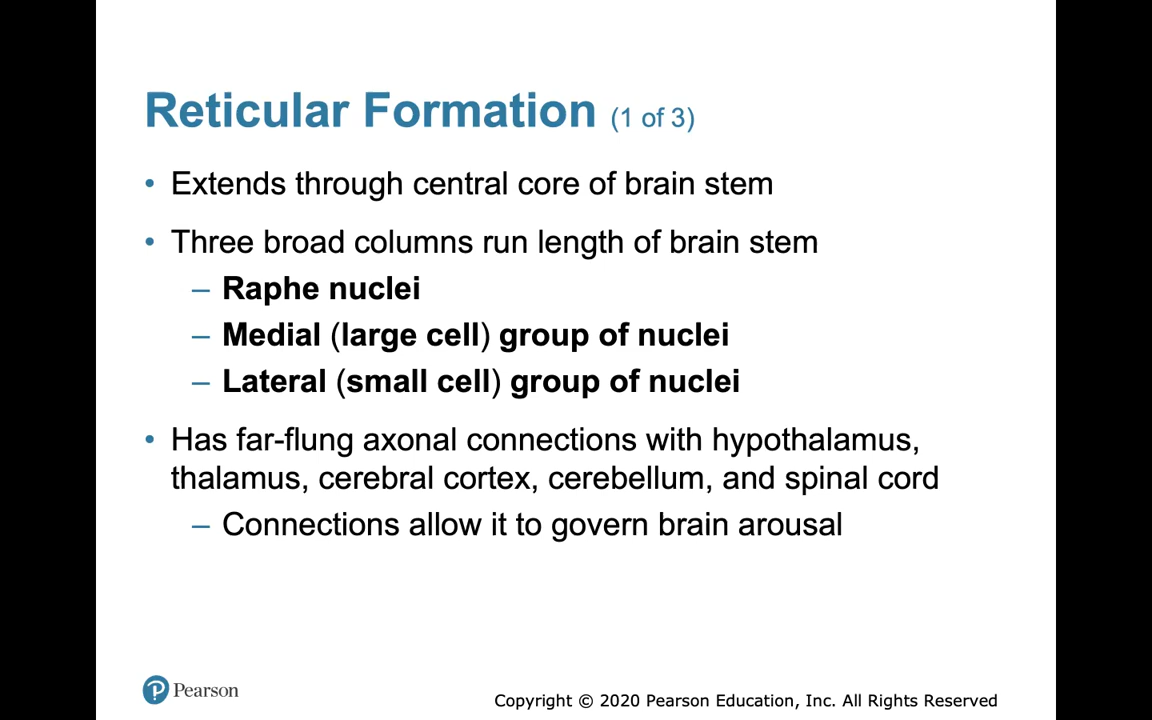 Reticular Formation (1 of 3)
• Extends through central core of brain stem
• Three broad columns run length of brain stem
– Raphe nuclei
– Medial (large cell) group of nuclei
– Lateral (small cell) group of nuclei
• Has far-flung axonal connections with hypothalamus,
thalamus, cerebral cortex, cerebellum, and spinal cord
– Connections allow it to govern brain arousal
P Pearson
Copyright © 2020 Pearson Education, Inc. All Rights Reserved